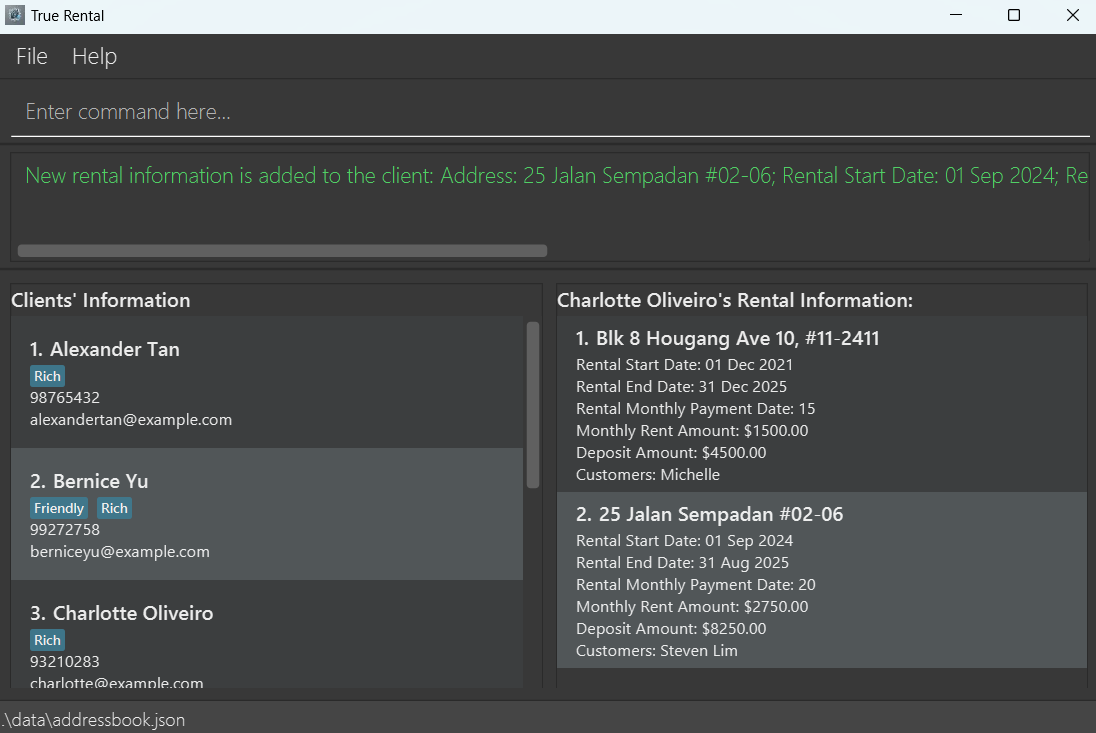 True Rental
File Help
Enter command here...
New rental information is added to the client: Address: 25 Jalan Sempadan #02-06; Rental Start Date: 01 Sep 2024; Re
Clients' Information
1. Alexander Tan
Rich
98765432
alexandertan@example.com
2. Bernice Yu
Friendly Rich
99272758
berniceyu@example.com
3. Charlotte Oliveiro
Rich
93210283
charlotte@example.com
Charlotte Oliveiro's Rental Information:
1. Blk 8 Hougang Ave 10, #11-2411
Rental Start Date: 01 Dec 2021
Rental End Date: 31 Dec 2025
Rental Monthly Payment Date: 15
Monthly Rent Amount: $1500.00
Deposit Amount: $4500.00
Customers: Michelle
2. 25 Jalan Sempadan #02-06
Rental Start Date: 01 Sep 2024
Rental End Date: 31 Aug 2025
Rental Monthly Payment Date: 20
Monthly Rent Amount: $2750.00
Deposit Amount: $8250.00
Customers: Steven Lim
.\data\addressbook.json